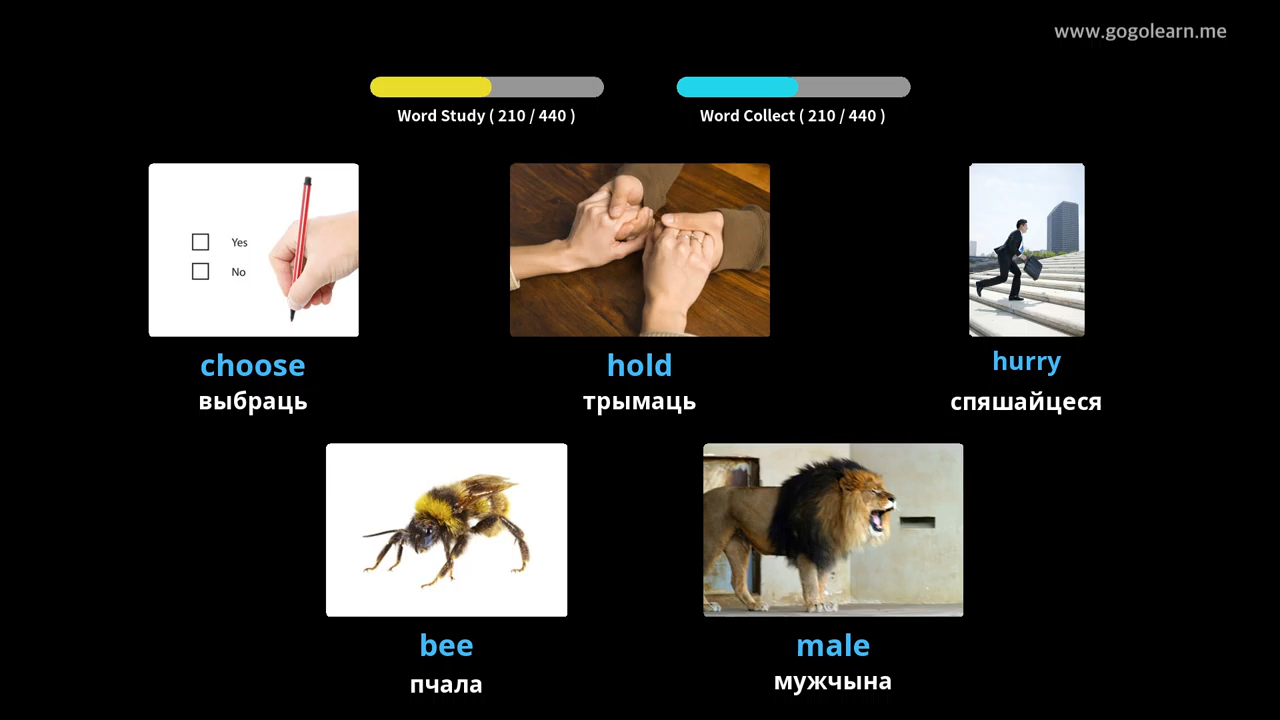 www.gogolearn.me
Word Study ( 210 / 440 )
Word Collect ( 210 / 440 )
Yes
No
choose
выбраць
hold
трымаць
hurry
спяшайцеся
bee
пчала
male
мужчына